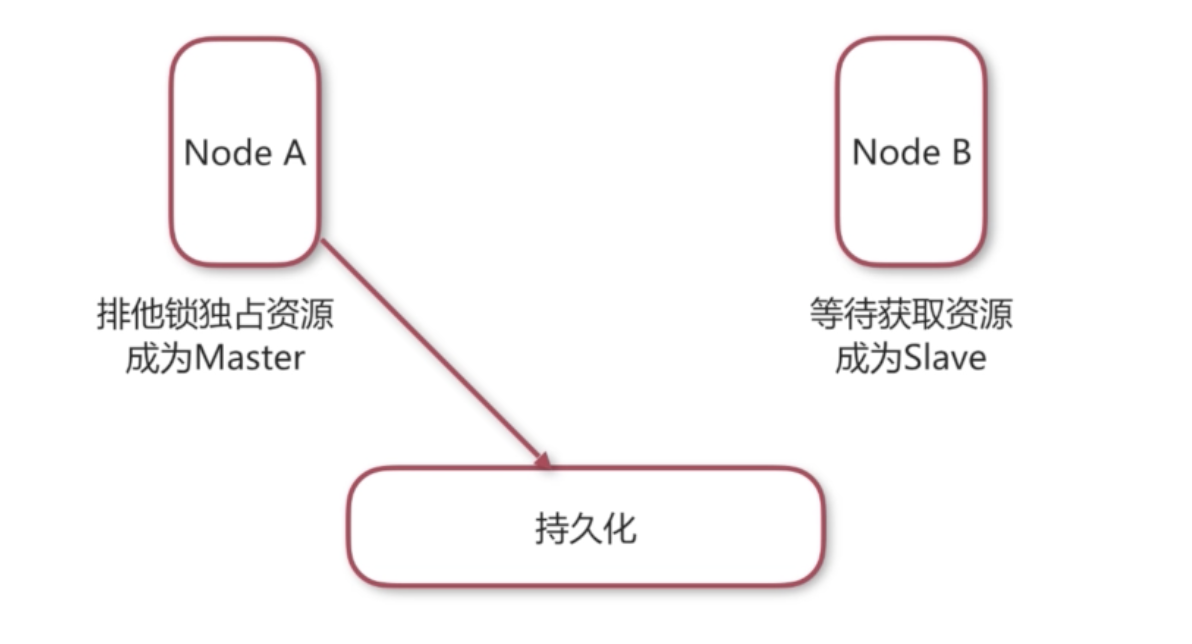 Node A
Node B
排他锁独占资源
成为Master
等待获取资源
成为Slave
持久化